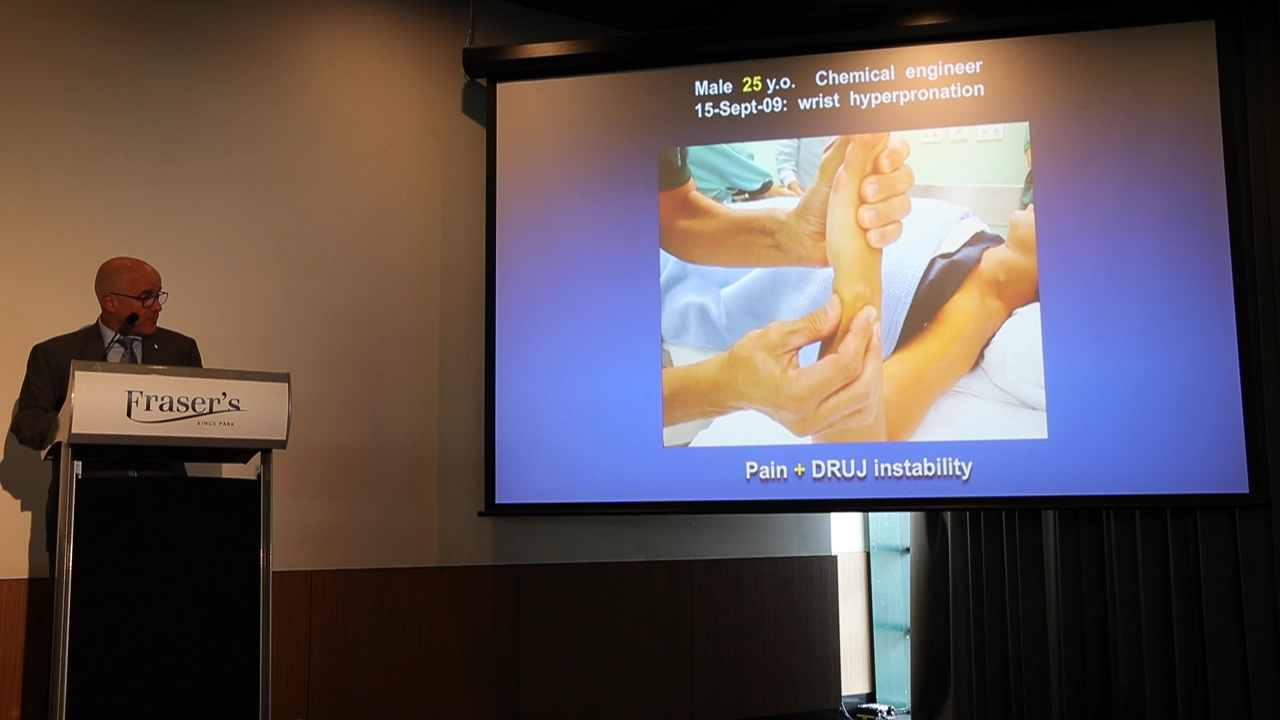 Male 25 y.o. Chemical engineer
15-Sept-09: wrist hyperpronation
Pain + DRUJ instability
Fraser's
KINGS PARK